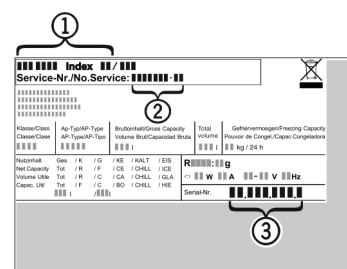 1
Index /
Service-Nr./No.Service: -
2
Klasse/Class Ap-Typ/AP-Type Bruttoinhalt/Gross Capacity Total Gefriervermoegen/Freezing Capacity
Classe/Clase AP-Type/AP-Tipo Volume Brut/Capacidad Bruta volume Pouvoir de Congel./Capac.Congeladora
l l kg / 24 h
Nutzinhalt Ges / K / G / KE / KALT / EIS
Net.Capacity Tot / R / F / CE / CHILL / ICE
Volume Utile Tot / R / C / CA / CHILL / GLA
Capac. Util Tot / F / C / BO / CHILL / HIE
l / l
R : g
W A - V Hz
Serial-Nr. . . .
3